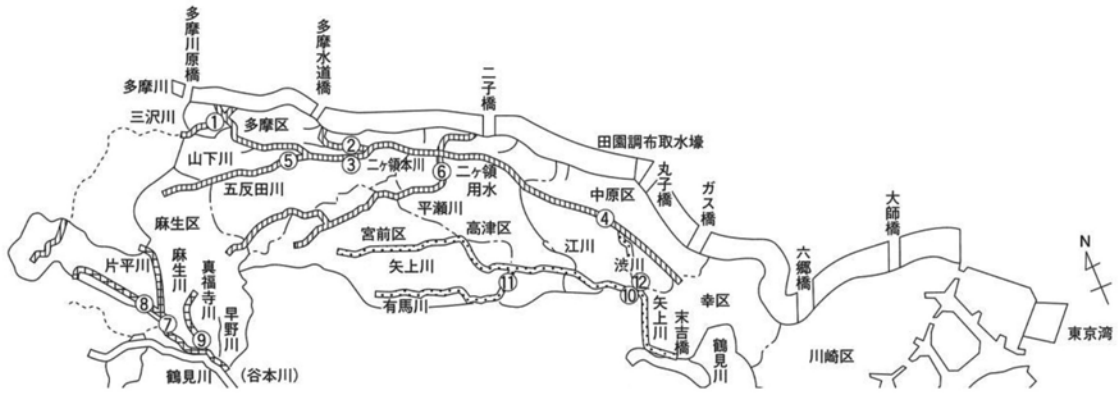 多摩川原橋
多摩水道橋
二子橋
多摩川
三沢川
①
多摩区
②
田園調布取水壕
丸子橋
ガス橋
大師橋
六郷橋
N
山下川
⑤
③
二ヶ領本川
⑥
二ヶ領
用水
中原区
五反田川
平瀬川
④
麻生区
宮前区
高津区
江川
渋川
片平川
麻生川
真福寺川
早野川
矢上川
有馬川
⑪
⑫
⑩
矢上川
末吉橋
幸区
⑧
⑦
⑨
鶴見川
(谷本川)
鶴見川
川崎区
東京湾